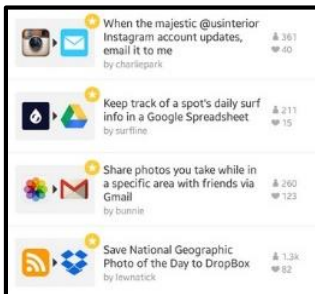 When the majestic @usinterior
Instagram account updates,
email it to me
by charliepark
361
40
Keep track of a spot's daily surf
info in a Google Spreadsheet
by surfline
211
15
Share photos you take while in
a specific area with friends via
Gmail
by bunnie
260
123
Save National Geographic
Photo of the Day to DropBox
by lewnatick
1.3k
82